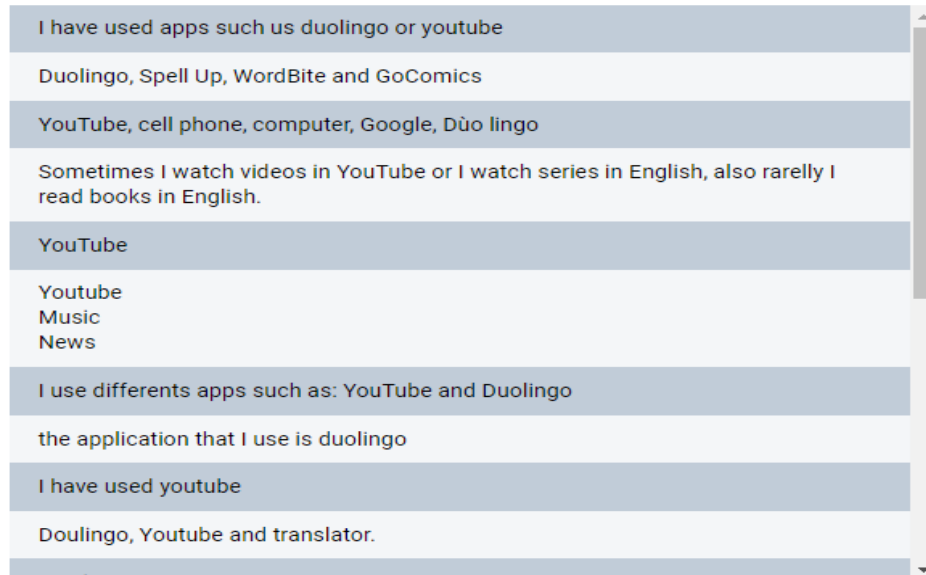 I have used apps such us duolingo or youtube
Duolingo, Spell Up, WordBite and GoComics
YouTube, cell phone, computer, Google, Dùo lingo
Sometimes I watch videos in YouTube or I watch series in English, also rarelly I
read books in English.
YouTube
Youtube
Music
News
I use differents apps such as: YouTube and Duolingo
the application that I use is duolingo
I have used youtube
Doulingo, Youtube and translator.